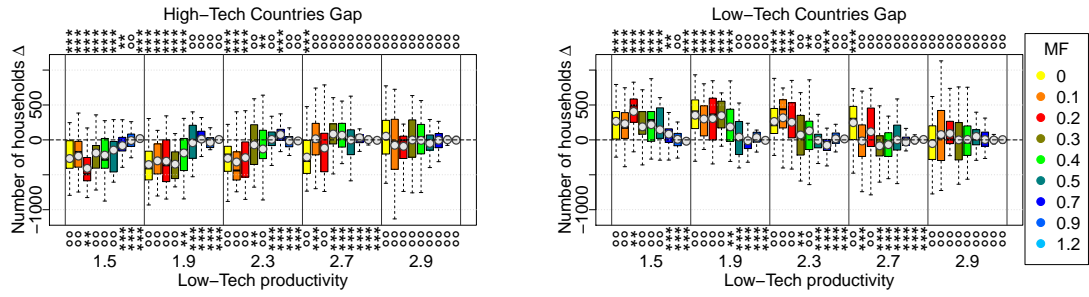 High-Tech Countries Gap
Number of households Δ
500
0
-1000
1.5 1.9 2.3 2.7 2.9
Low-Tech productivity
Low-Tech Countries Gap
Number of households Δ
500
0
-1000
1.5 1.9 2.3 2.7 2.9
Low-Tech productivity
MF
0
0.1
0.2
0.3
0.4
0.5
0.7
0.9
1.2